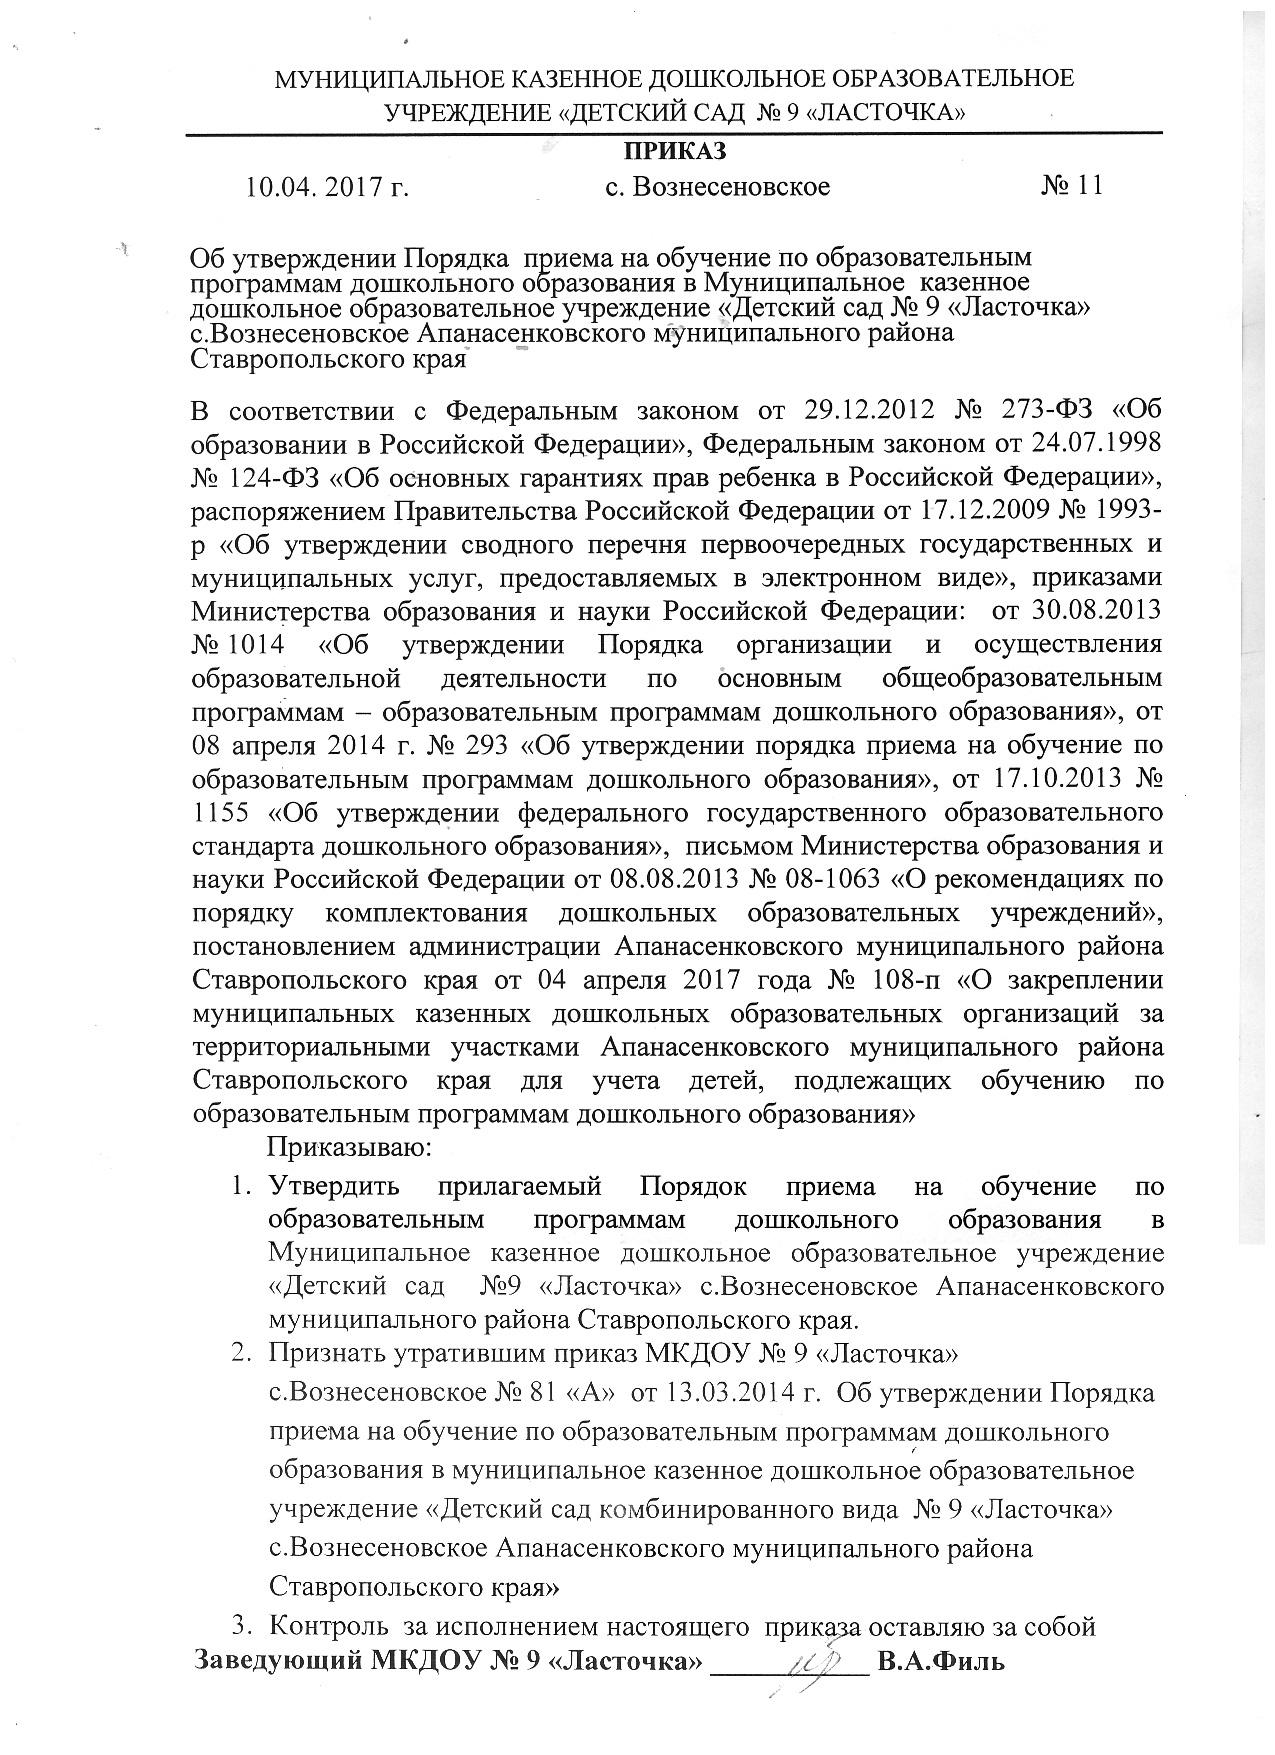 МУНИЦИПАЛЬНОЕ КАЗЕННОЕ ДОШКОЛЬНОЕ ОБРАЗОВАТЕЛЬНОЕ
УЧРЕЖДЕНИЕ «ДЕТСКИЙ САД № 9 «ЛАСТОЧКА»
ПРИКАЗ
10.04. 2017 г. с. Вознесеновское № 11
Об утверждении Порядка приема на обучение по образовательным
программам дошкольного образования в Муниципальное казенное
дошкольное образовательное учреждение «Детский сад № 9 «Ласточка»
с.Вознесеновское Апанасенковского муниципального района
Ставропольского края
В соответствии с Федеральным законом от 29.12.2012 № 273-ФЗ «Об
образовании в Российской Федерации», Федеральным законом от 24.07.1998
№ 124-ФЗ «Об основных гарантиях прав ребенка в Российской Федерации»,
распоряжением Правительства Российской Федерации от 17.12.2009 № 1993-
р «Об утверждении сводного перечня первоочередных государственных и
муниципальных услуг, предоставляемых в электронном виде», приказами
Министерства образования и науки Российской Федерации: от 30.08.2013
№ 1014 «Об утверждении Порядка организации и осуществления
образовательной деятельности по основным общеобразовательным
программам – образовательным программам дошкольного образования», от
08 апреля 2014 г. № 293 «Об утверждении порядка приема на обучение по
образовательным программам дошкольного образования», от 17.10.2013 №
1155 «Об утверждении федерального государственного образовательного
стандарта дошкольного образования», письмом Министерства образования и
науки Российской Федерации от 08.08.2013 № 08-1063 «О рекомендациях по
порядку комплектования дошкольных образовательных учреждений»,
постановлением администрации Апанасенковского муниципального района
Ставропольского края от 04 апреля 2017 года № 108-п «О закреплении
муниципальных казенных дошкольных образовательных организаций за
территориальными участками Апанасенковского муниципального района
Ставропольского края для учета детей, подлежащих обучению по
образовательным программам дошкольного образования»
Приказываю:
1. Утвердить прилагаемый Порядок приема на обучение по
образовательным программам дошкольного образования в
Муниципальное казенное дошкольное образовательное учреждение
«Детский сад №9 «Ласточка» с.Вознесеновское Апанасенковского
муниципального района Ставропольского края.
2. Признать утратившим приказ МКДОУ № 9 «Ласточка»
с.Вознесеновское № 81 «А» от 13.03.2014 г. Об утверждении Порядка
приема на обучение по образовательным программам дошкольного
образования в муниципальное казенное дошкольное образовательное
учреждение «Детский сад комбинированного вида № 9 «Ласточка»
с.Вознесеновское Апанасенковского муниципального района
Ставропольского края»
3. Контроль за исполнением настоящего приказа оставляю за собой
Заведующий МКДОУ № 9 «Ласточка» ___________ В.А.Филь